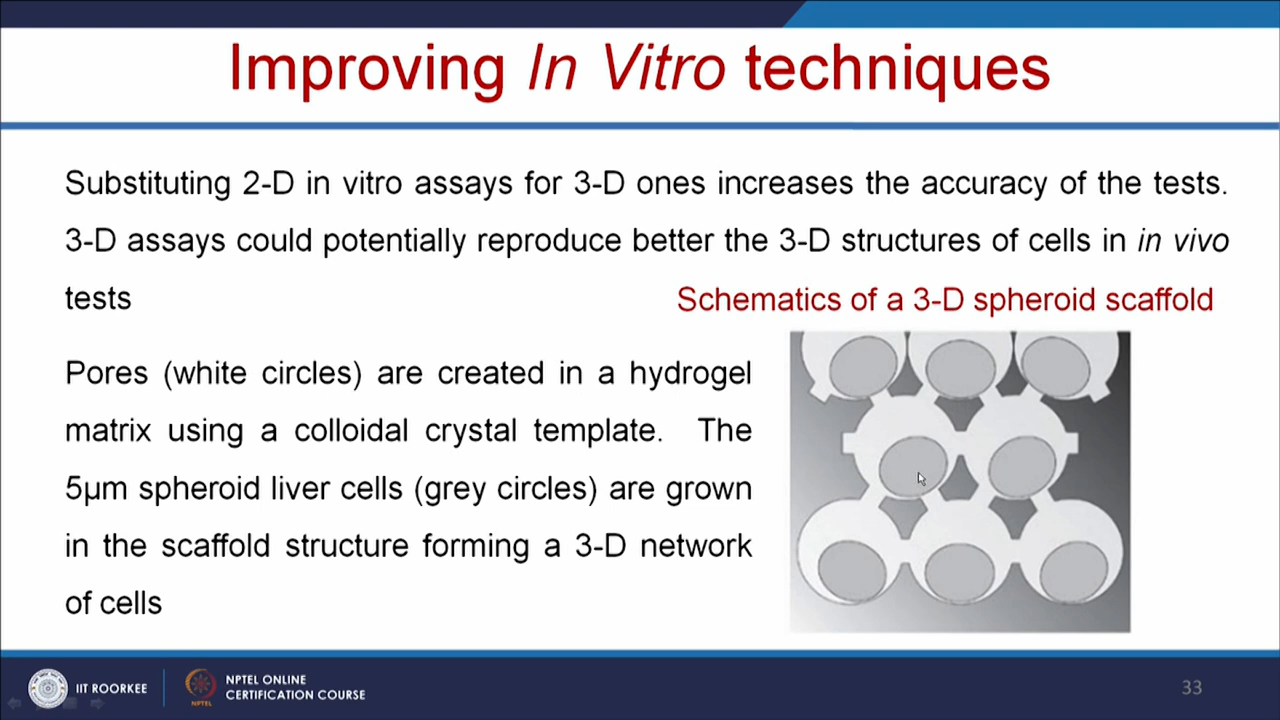 Improving In Vitro techniques
Substituting 2-D in vitro assays for 3-D ones increases the accuracy of the tests.
3-D assays could potentially reproduce better the 3-D structures of cells in in vivo
tests
Schematics of a 3-D spheroid scaffold
Pores (white circles) are created in a hydrogel
matrix using a colloidal crystal template. The
5µm spheroid liver cells (grey circles) are grown
in the scaffold structure forming a 3-D network
of cells
IIT ROORKEE
NPTEL
NPTEL ONLINE
CERTIFICATION COURSE
33